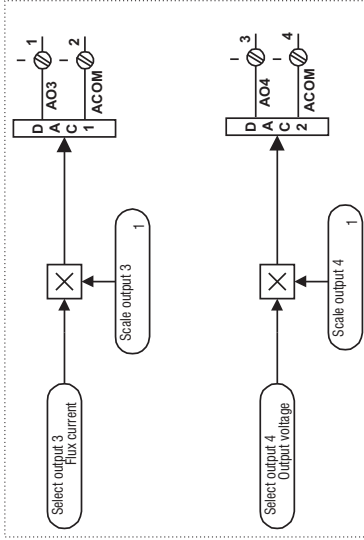 Select output 3
Flux current
Scale output 3
1
D
A
C
1
AO3
ACOM
I
1
I
2
Select output 4
Output voltage
Scale output 4
1
D
A
C
2
AO4
ACOM
I
3
I
4